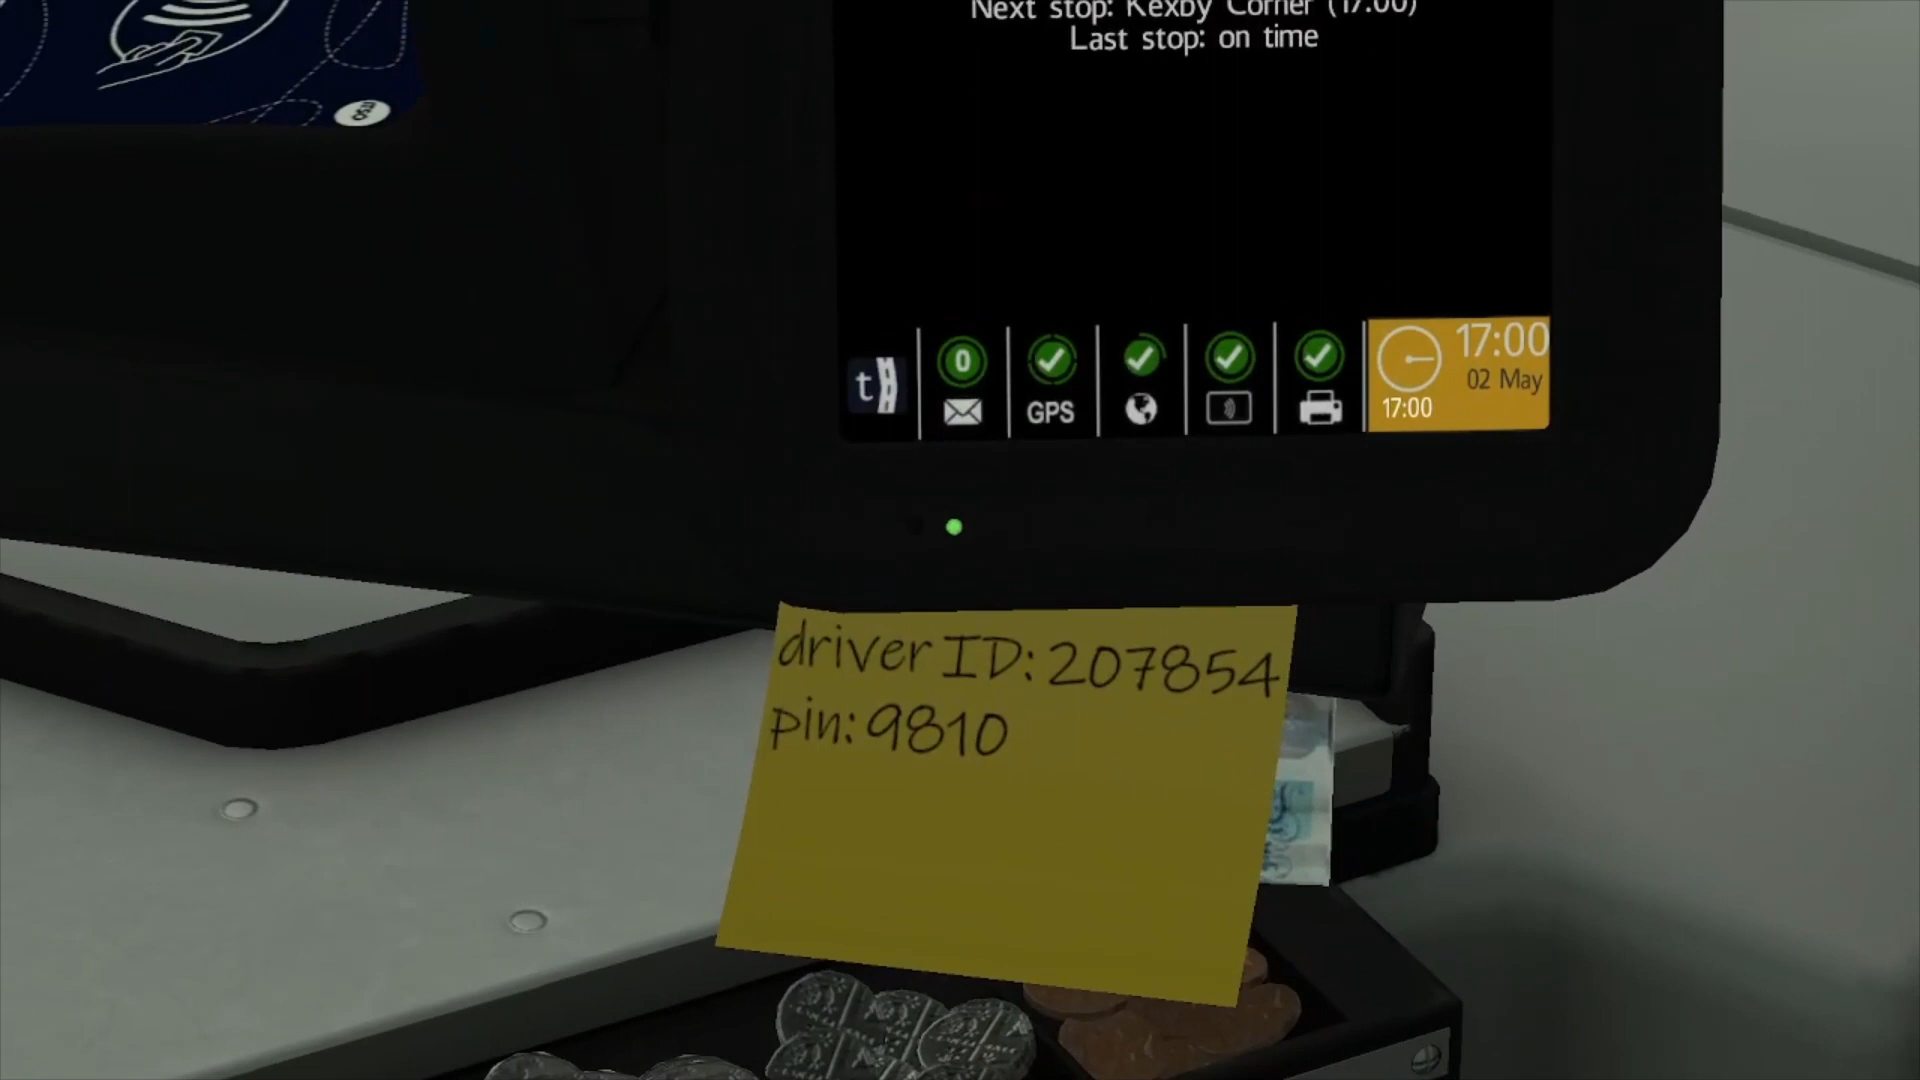 Next stop: Kexby Corner (17:00)
Last stop: on time
t
0
GPS
17:00
02 May
17:00
driver ID: 207854
pin: 9810